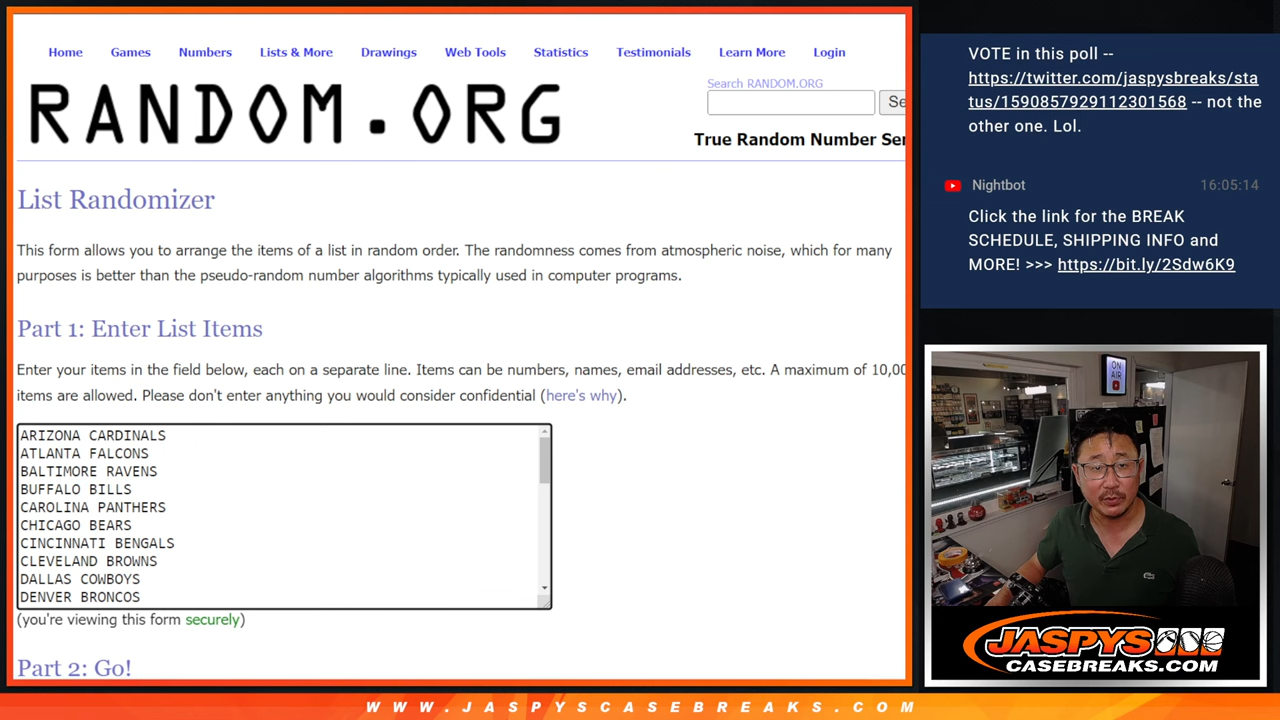 Home Games Numbers Lists & More Drawings Web Tools Statistics Testimonials Learn More Login
RANDOM.ORG
Search RANDOM.ORG
Se
True Random Number Ser
List Randomizer
This form allows you to arrange the items of a list in random order. The randomness comes from atmospheric noise, which for many
purposes is better than the pseudo-random number algorithms typically used in computer programs.
Part 1: Enter List Items
Enter your items in the field below, each on a separate line. Items can be numbers, names, email addresses, etc. A maximum of 10,00
items are allowed. Please don't enter anything you would consider confidential (here's why).
ARIZONA CARDINALS
ATLANTA FALCONS
BALTIMORE RAVENS
BUFFALO BILLS
CAROLINA PANTHERS
CHICAGO BEARS
CINCINNATI BENGALS
CLEVELAND BROWNS
DALLAS COWBOYS
DENVER BRONCOS
(you're viewing this form securely)
Part 2: Go!
VOTE in this poll --
https://twitter.com/jaspysbreaks/sta
tus/1590857929112301568 -- not the
other one. Lol.
Nightbot 16:05:14
Click the link for the BREAK
SCHEDULE, SHIPPING INFO and
MORE! >>> https://bit.ly/2Sdw6K9
ON
AIR
JASPYS
CASEBREAKS.COM
WWW.JASPYSCASEBREAKS.COM